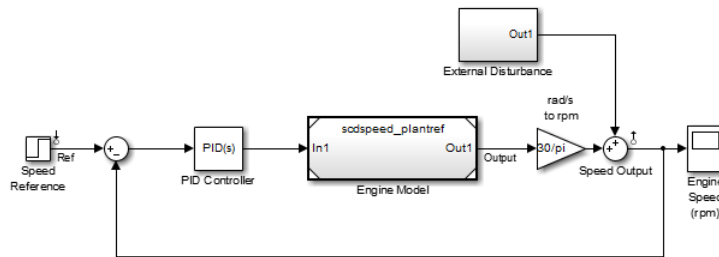 Out1
External Disturbance
rad/s
to rpm
scdspeed_plantref
In1
Out1
Engine Model
Output
30/pi
+
+
Speed Output
Ref
Speed
Reference
+
−
PID(s)
PID Controller
Engine
Speed
(rpm)